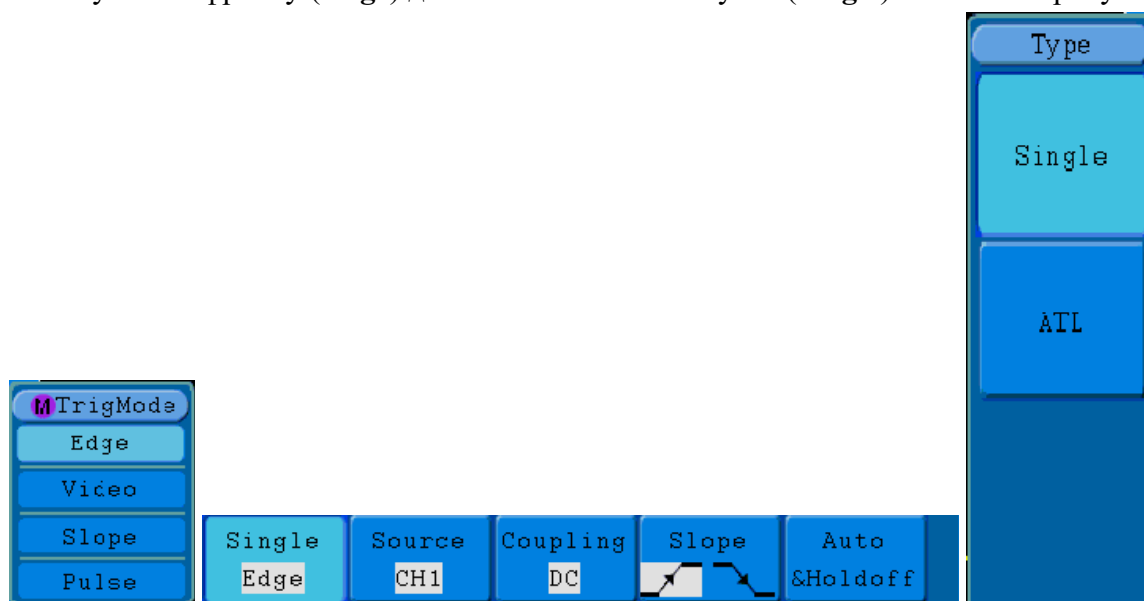 Type
Single
ATL
M TrigMode
Edge
Video
Slope
Pulse
Single Source Coupling Slope Auto
Edge CH1 DC &Holdoff